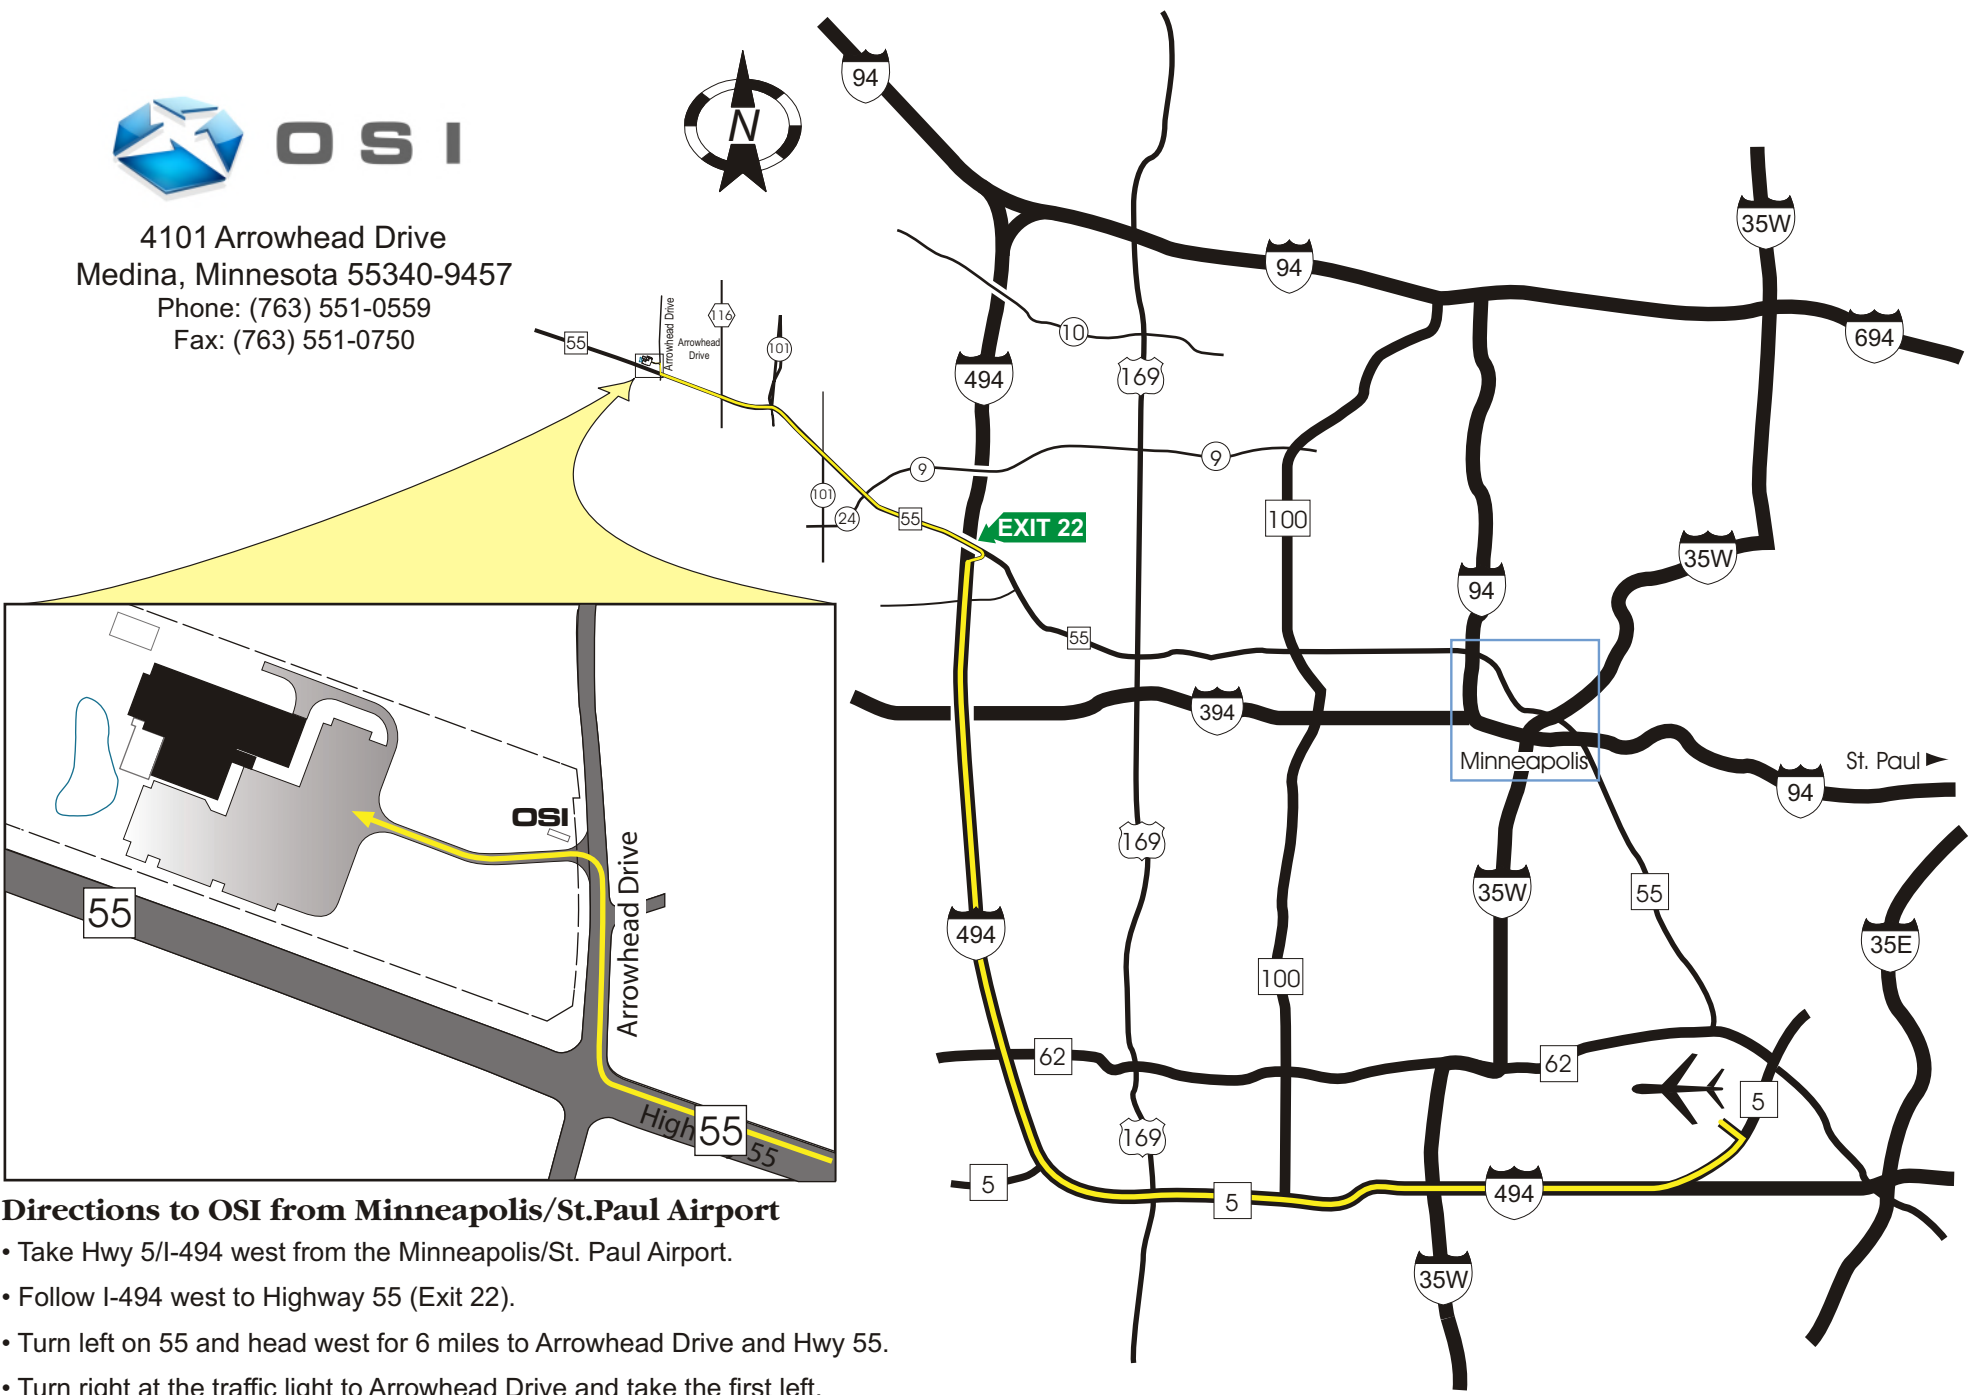 OSI
4101 Arrowhead Drive
Medina, Minnesota 55340-9457
Phone: (763) 551-0559
Fax: (763) 551-0750
N
94
35W
94
694
10
169
494
55
Arrowhead Drive
116
Arrowhead
Drive
101
9
9
101
24
55
EXIT 22
100
35W
94
55
394
Minneapolis
St. Paul
94
169
35W
55
494
35E
100
62
62
5
169
5
5
494
35W
OSI
Arrowhead Drive
55
55
High 55
Directions to OSI from Minneapolis/St.Paul Airport
• Take Hwy 5/I-494 west from the Minneapolis/St. Paul Airport.
• Follow I-494 west to Highway 55 (Exit 22).
• Turn left on 55 and head west for 6 miles to Arrowhead Drive and Hwy 55.
• Turn right at the traffic light to Arrowhead Drive and take the first left.